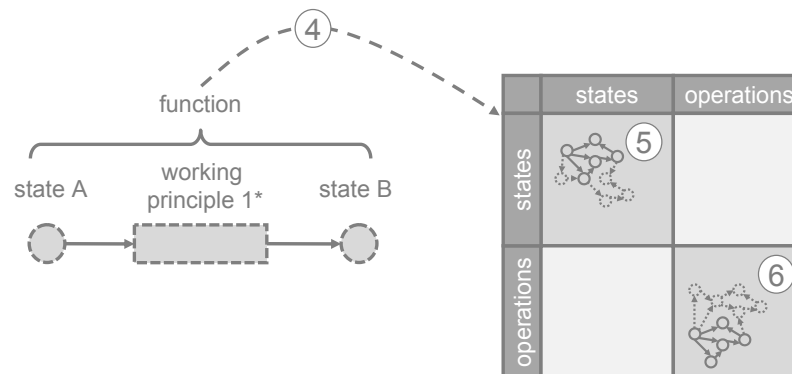 4
function
state A
working
principle 1*
state B
states
operations
states
5
operations
6